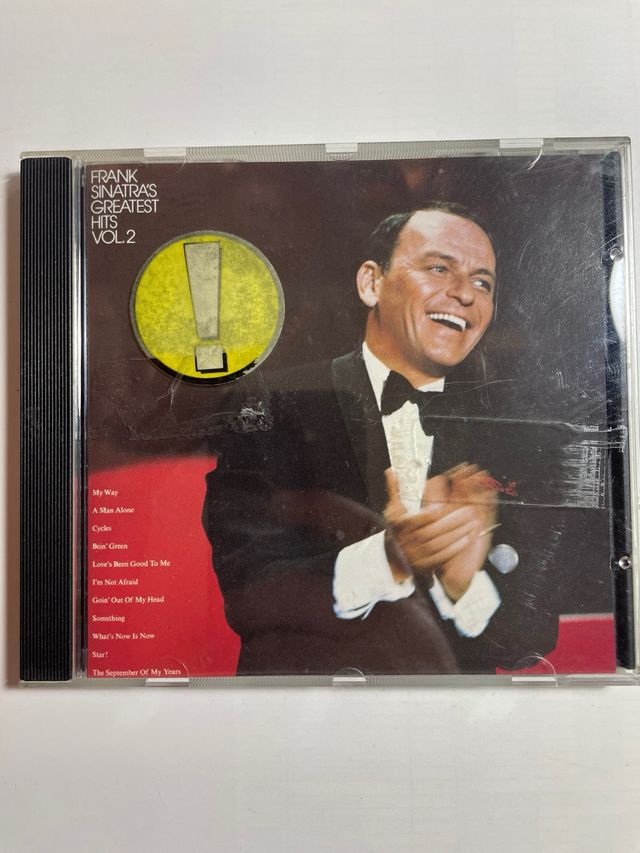 FRANK
SINATRA'S
GREATEST
HITS
VOL.2
!
My Way
A Man Alone
Cycles
Bein' Green
Love's Been Good To Me
I'm Not Afraid
Goin' Out Of My Head
Something
What's Now Is Now
Star!
The September Of My Years